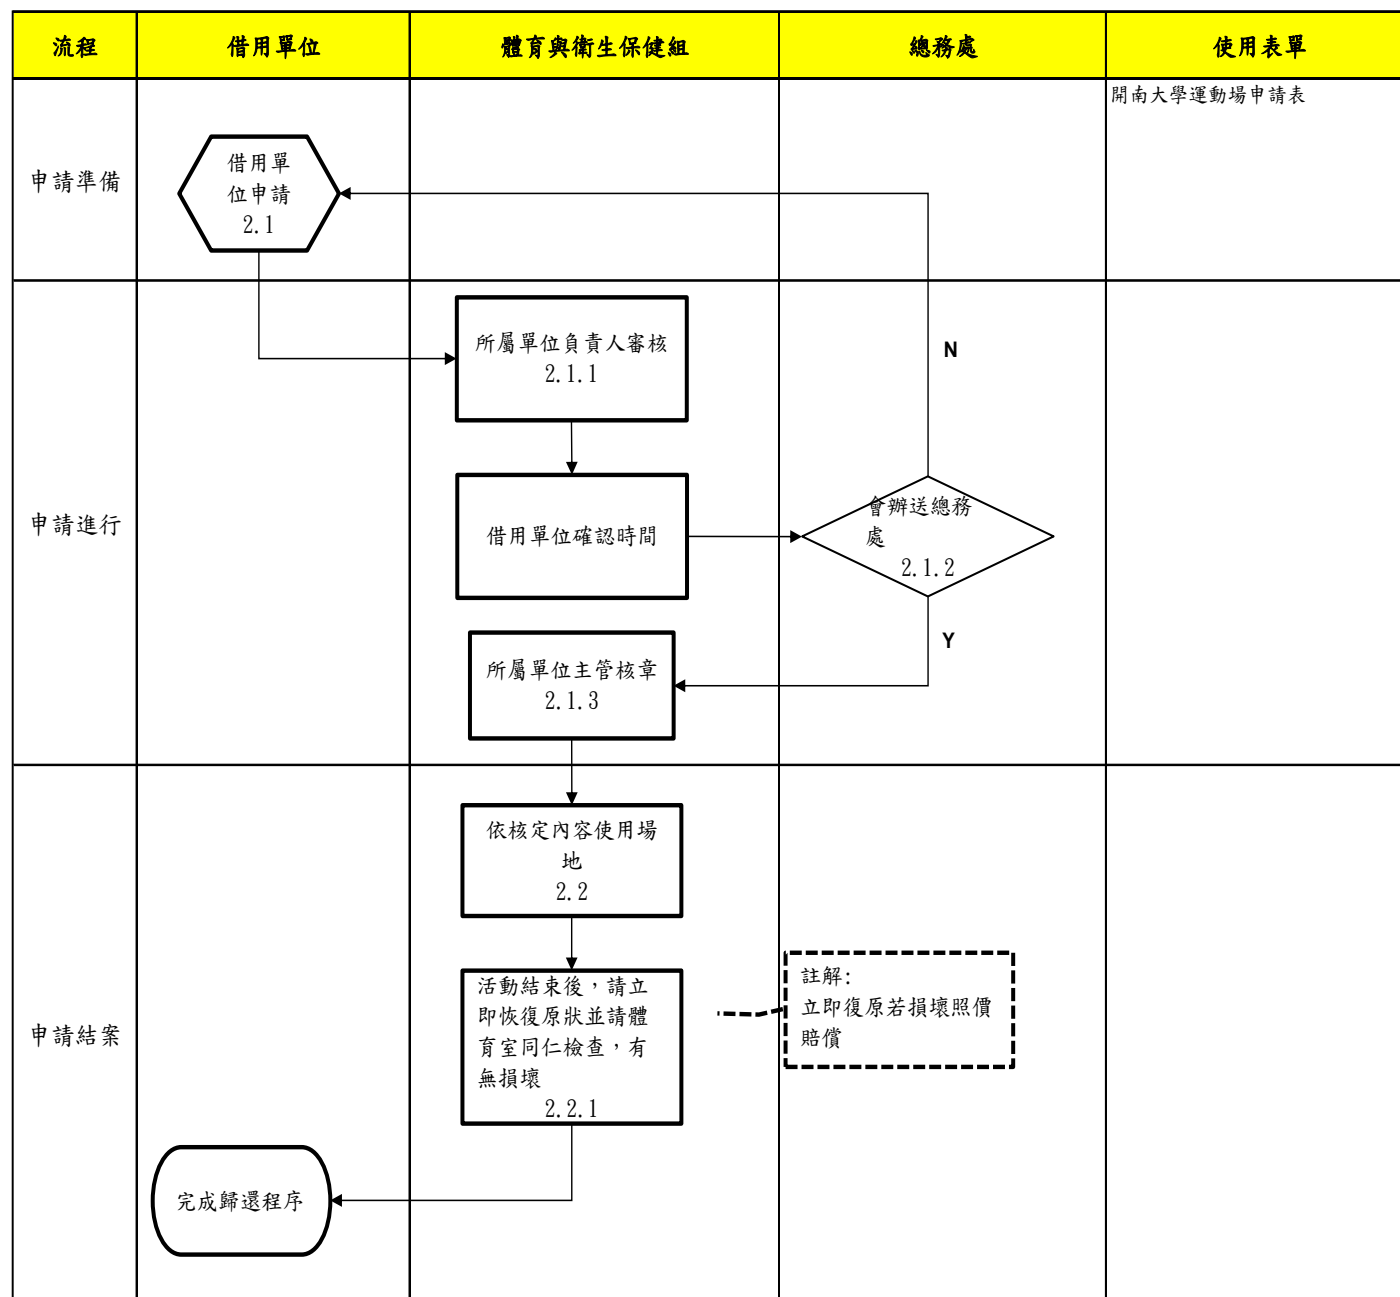 流程
借用單位
體育與衛生保健組
總務處
使用表單
開南大學運動場申請表
申請準備
借用單
位申請
2.1
所屬單位負責人審核
2.1.1
N
申請進行
借用單位確認時間
會辦送總務
處
2.1.2
Y
所屬單位主管核章
2.1.3
依核定內容使用場
地
2.2
申請結案
活動結束後，請立
即恢復原狀並請體
育室同仁檢查，有
無損壞
2.2.1
註解:
立即復原若損壞照價
賠償
完成歸還程序